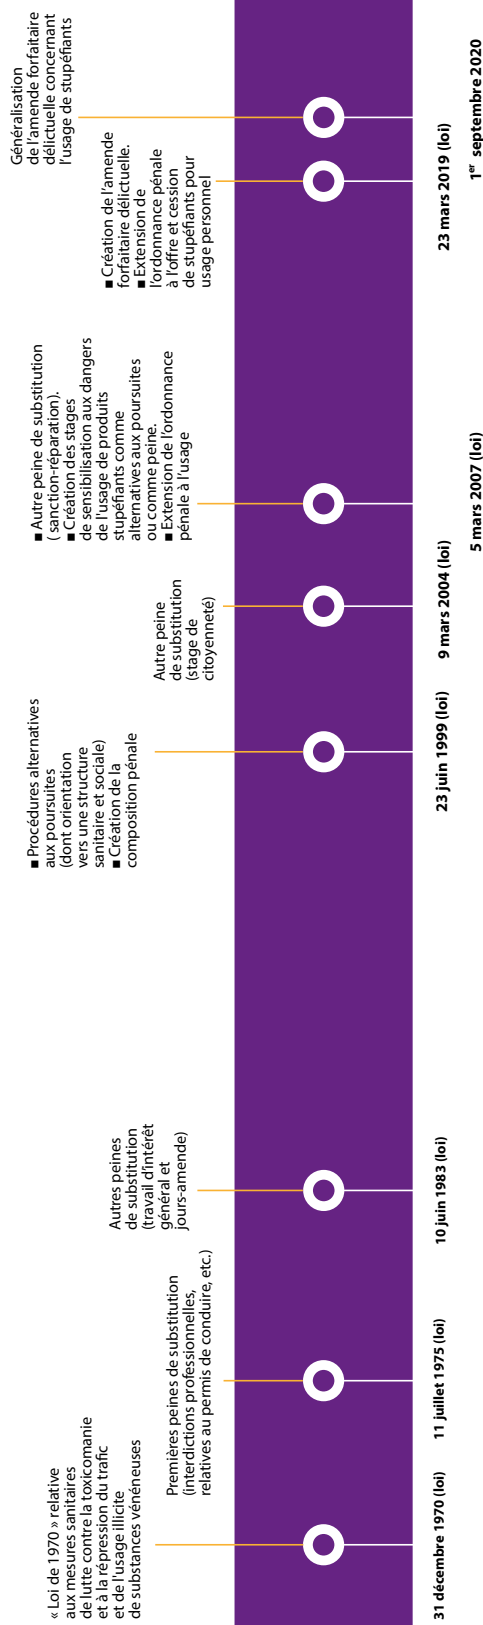 « Loi de 1970 » relative
aux mesures sanitaires
de lutte contre la toxicomanie
et à la répression du trafic
et de l'usage illicite
de substances vénéneuses
31 décembre 1970 (loi)
Premières peines de substitution
(interdictions professionnelles,
relatives au permis de conduire, etc.)
11 juillet 1975 (loi)
Autres peines
de substitution
(travail d'intérêt
général et
jours-amende)
10 juin 1983 (loi)
■ Procédures alternatives
aux poursuites
(dont orientation
vers une structure
sanitaire et sociale)
■ Création de la
composition pénale
23 juin 1999 (loi)
Autre peine
de substitution
(stage de
citoyenneté)
9 mars 2004 (loi)
■ Autre peine de substitution
( sanction-réparation).
■ Création des stages
de sensibilisation aux dangers
de l'usage de produits
stupéfiants comme
alternatives aux poursuites
ou comme peine.
■ Extension de l'ordonnance
pénale à l'usage
5 mars 2007 (loi)
■ Création de l'amende
forfaitaire délictuelle.
■ Extension de
l'ordonnance pénale
à l'offre et cession
de stupéfiants pour
usage personnel
23 mars 2019 (loi)
Généralisation
de l'amende forfaitaire
délictuelle concernant
l'usage de stupéfiants
1er septembre 2020